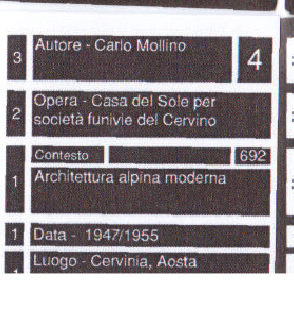 3 Autore - Carlo Mollino 4
2 Opera - Casa del Sole per
società funivie del Cervino
Contesto 692
1 Architettura alpina moderna
1 Data - 1947/1955
1 Luogo - Cervinia, Aosta